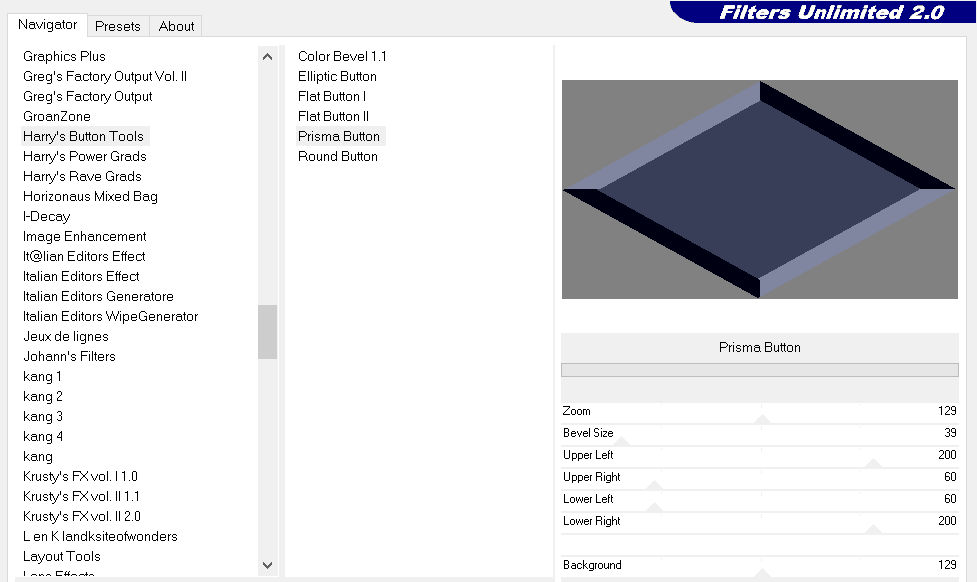 Filters Unlimited 2.0
Navigator
Presets
About
Graphics Plus
Greg's Factory Output Vol. II
Greg's Factory Output
GroanZone
Harry's Button Tools
Harry's Power Grads
Harry's Rave Grads
Horizonaus Mixed Bag
I-Decay
Image Enhancement
It@lian Editors Effect
Italian Editors Effect
Italian Editors Generatore
Italian Editors WipeGenerator
Jeux de lignes
Johann's Filters
kang 1
kang 2
kang 3
kang 4
kang
Krusty's FX vol. I 1.0
Krusty's FX vol. II 1.1
Krusty's FX vol. II 2.0
L en K landksiteofwonders
Layout Tools
Lens Effects
Color Bevel 1.1
Elliptic Button
Flat Button I
Flat Button II
Prisma Button
Round Button
Prisma Button
Zoom 129
Bevel Size 39
Upper Left 200
Upper Right 60
Lower Left 60
Lower Right 200
Background 129